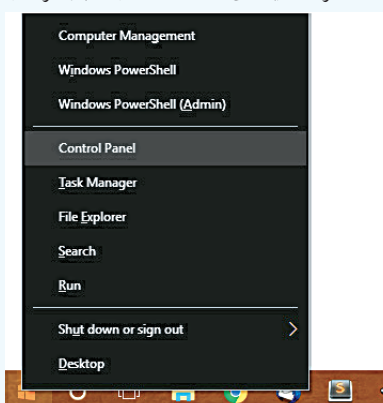 Computer Management
Windows PowerShell
Windows PowerShell (Admin)
Control Panel
Task Manager
File Explorer
Search
Run
Shut down or sign out
Desktop
S